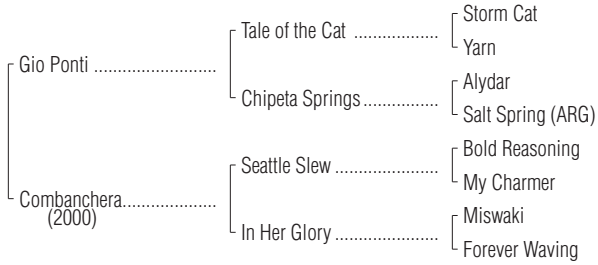 Storm Cat
Tale of the Cat ..................
Yarn
Gio Ponti ..........................
Alydar
Chipeta Springs................
Salt Spring (ARG)
Bold Reasoning
Seattle Slew ......................
My Charmer
Combanchera....................
(2000)
Miswaki
In Her Glory ......................
Forever Waving